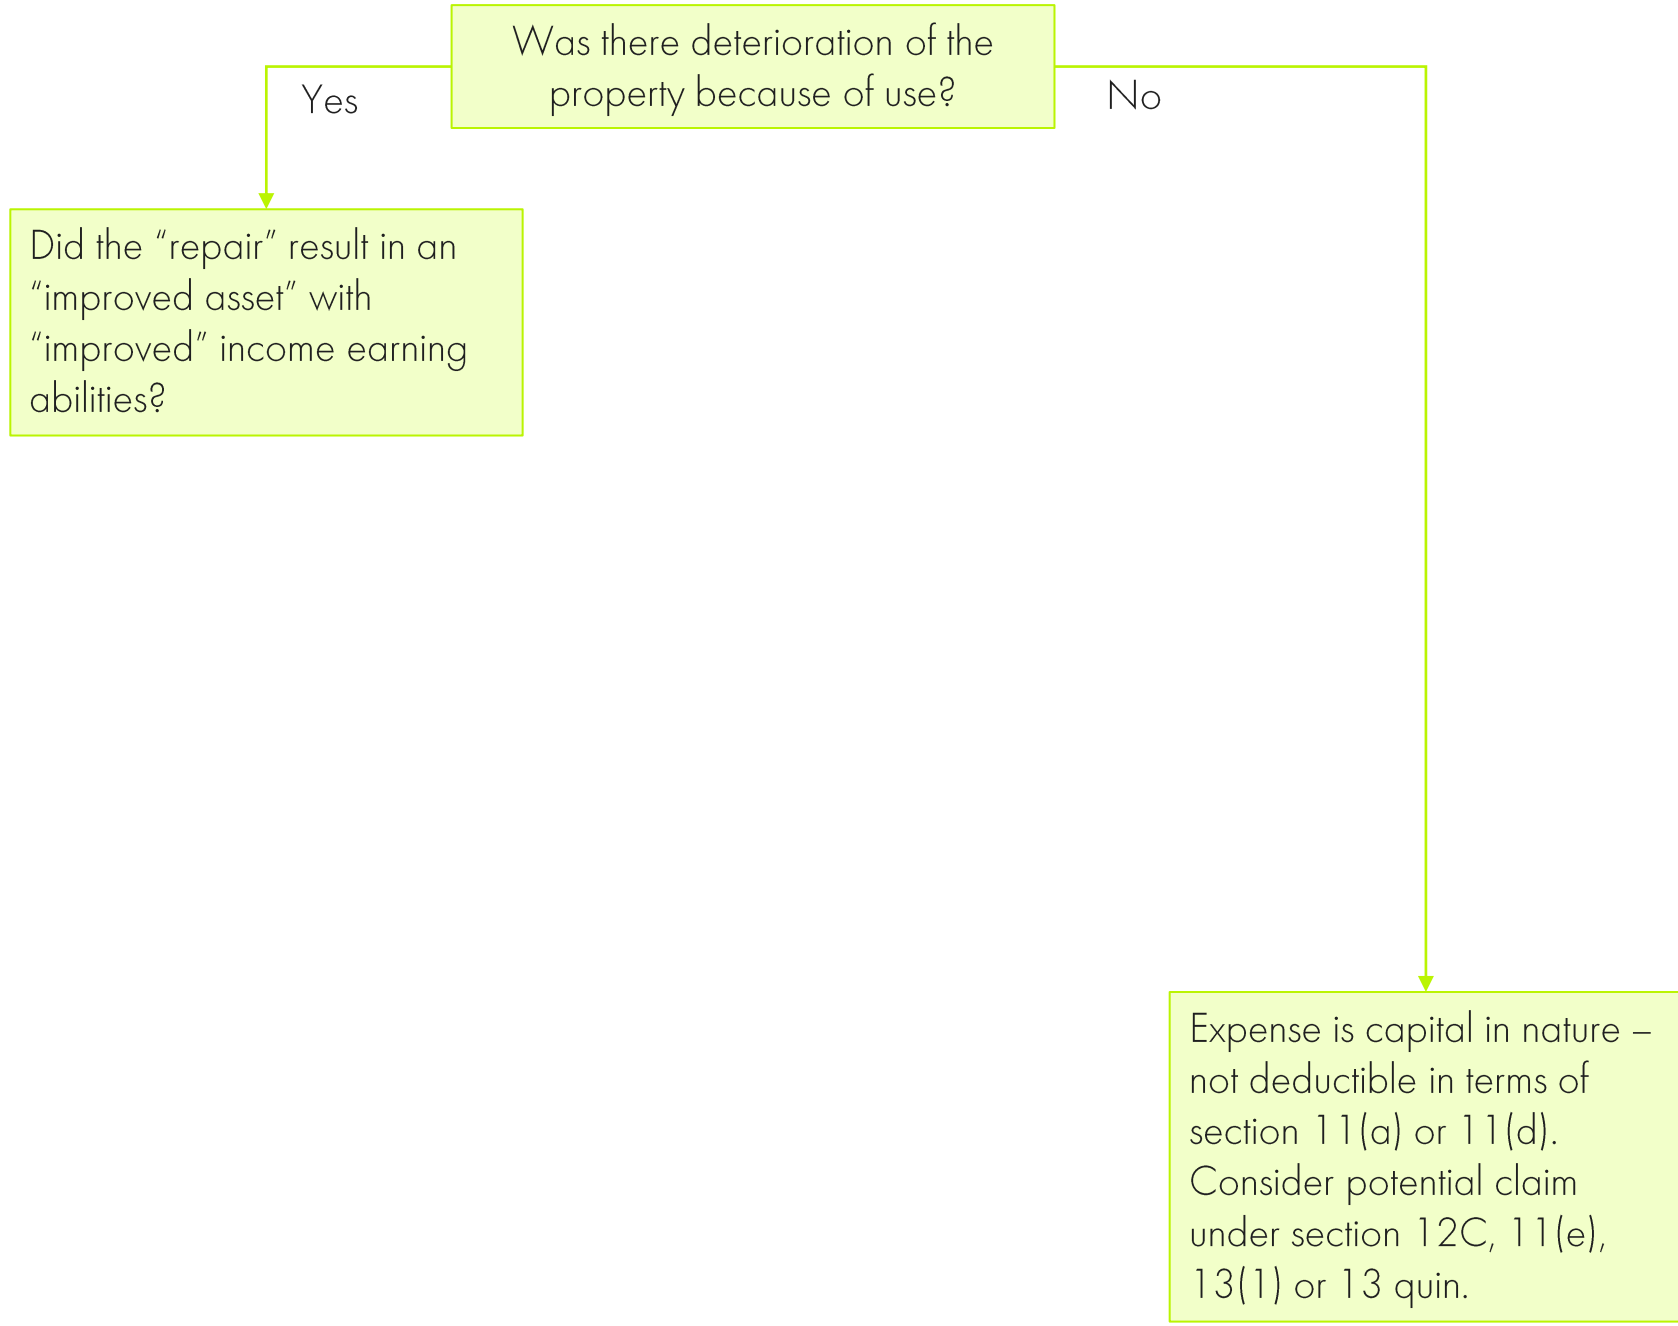 Was there deterioration of the
property because of use?
Yes
No
Did the “repair” result in an
“improved asset” with
“improved” income earning
abilities?
Expense is capital in nature –
not deductible in terms of
section 11(a) or 11(d).
Consider potential claim
under section 12C, 11(e),
13(1) or 13 quin.